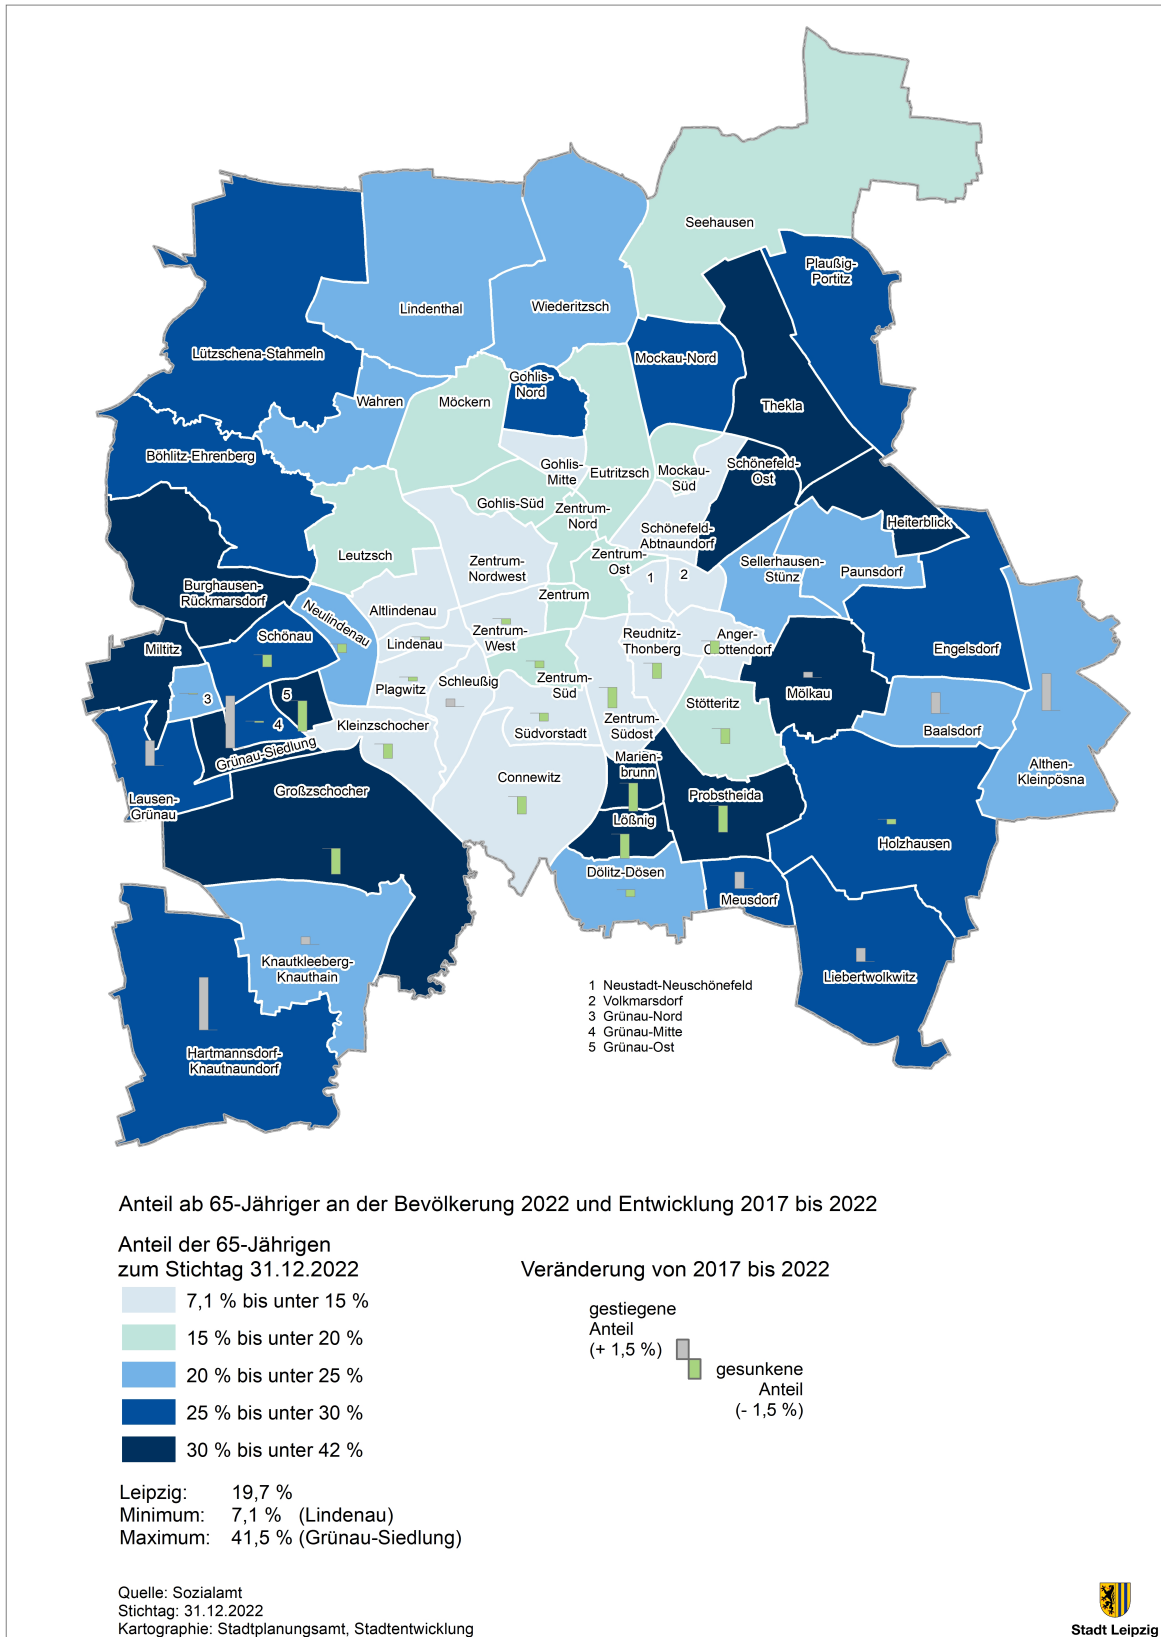 Seehausen
Plaußig-
Portitz
Lindenthal
Wiederitzsch
Lützschena-Stahmeln
Mockau-Nord
Gohlis-
Nord
Wahren
Möckern
Thekla
Böhlitz-Ehrenberg
Gohlis-
Mitte
Eutritzsch
Mockau-
Süd
Schönefeld-
Ost
Gohlis-Süd
Zentrum-
Nord
Heiterblick
Schönefeld-
Abtnaundorf
Leutzsch
Zentrum-
Nordwest
Zentrum-
Ost
Sellerhausen-
Stünz
Paunsdorf
1
2
Burghausen-
Rückmarsdorf
Neulindenau
Altlindenau
Zentrum
Schönau
Lindenau
Zentrum-
West
Reudnitz-
Thonberg
Anger-
Crottendorf
Miltitz
Engelsdorf
3
5
4
Plagwitz
Schleußig
Zentrum-
Süd
Mölkau
Stötteritz
Grünau-Siedlung
Kleinzschocher
Südvorstadt
Zentrum-
Südost
Baalsdorf
Marien-
brunn
Althen-
Kleinpösna
Lausen-
Grünau
Großzschocher
Connewitz
Probstheida
Lößnig
Holzhausen
Dölitz-Dösen
Meusdorf
Knautkleeberg-
Knauthain
Liebertwolkwitz
Hartmannsdorf-
Knautnaundorf
1 Neustadt-Neuschönefeld
2 Volkmarsdorf
3 Grünau-Nord
4 Grünau-Mitte
5 Grünau-Ost
Anteil ab 65-Jähriger an der Bevölkerung 2022 und Entwicklung 2017 bis 2022
Anteil der 65-Jährigen
zum Stichtag 31.12.2022
7,1 % bis unter 15 %
15 % bis unter 20 %
20 % bis unter 25 %
25 % bis unter 30 %
30 % bis unter 42 %
Veränderung von 2017 bis 2022
gestiegene
Anteil
(+ 1,5 %)
gesunkene
Anteil
(- 1,5 %)
Leipzig: 19,7 %
Minimum: 7,1 % (Lindenau)
Maximum: 41,5 % (Grünau-Siedlung)
Quelle: Sozialamt
Stichtag: 31.12.2022
Kartographie: Stadtplanungsamt, Stadtentwicklung
Stadt Leipzig